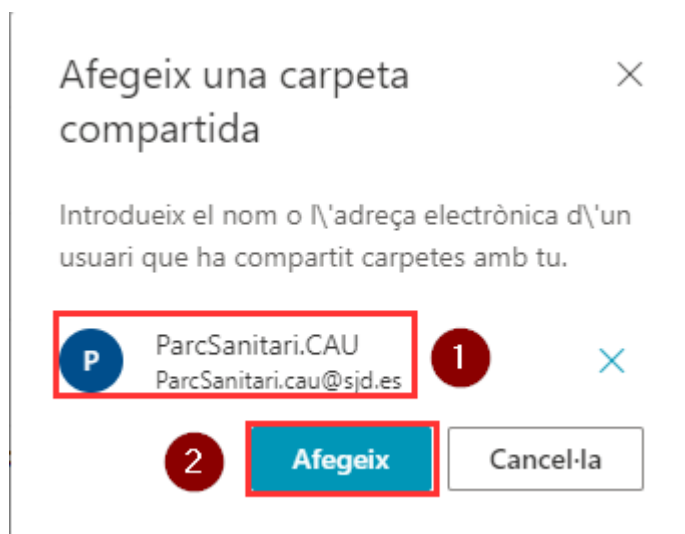 Afegeix una carpeta
compartida
Introdueix el nom o l\'adreça electrònica d\'un
usuari que ha compartit carpetes amb tu.
P
ParcSanitari.CAU
ParcSanitari.cau@sjd.es
1
2
Afegeix
Cancel·la